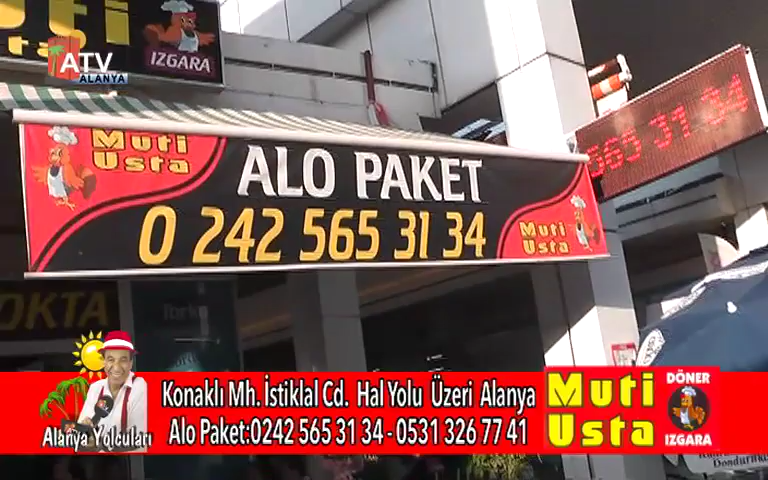 uti
Usta
IZGARA
ATV
ALANYA
Muti
Usta
ALO PAKET
0 242 565 31 34
Muti
Usta
565 31 34
OKTA
Konaklı Mh. İstiklal Cd. Hal Yolu Üzeri Alanya
Alo Paket:0242 565 31 34 - 0531 326 77 41
Alanya Yolcuları
Muti
Usta
DÖNER
IZGARA